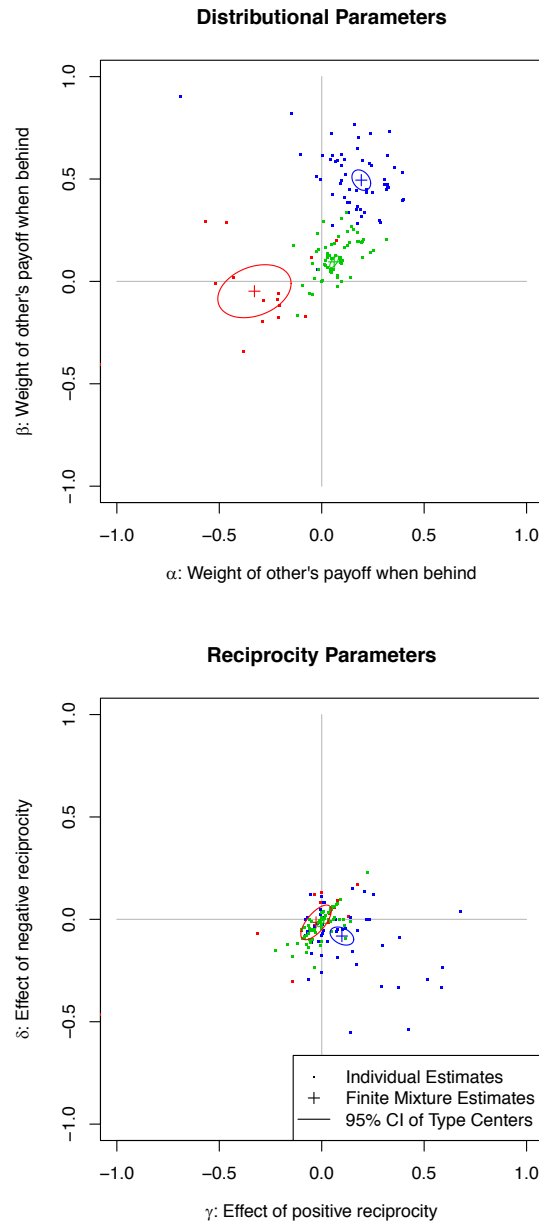 Distributional Parameters
β: Weight of other's payoff when behind
1.0
0.5
0.0
−0.5
−1.0
−1.0 −0.5 0.0 0.5 1.0
α: Weight of other's payoff when behind
Reciprocity Parameters
δ: Effect of negative reciprocity
1.0
0.5
0.0
−0.5
−1.0
Individual Estimates
Finite Mixture Estimates
95% CI of Type Centers
−1.0 −0.5 0.0 0.5 1.0
γ: Effect of positive reciprocity